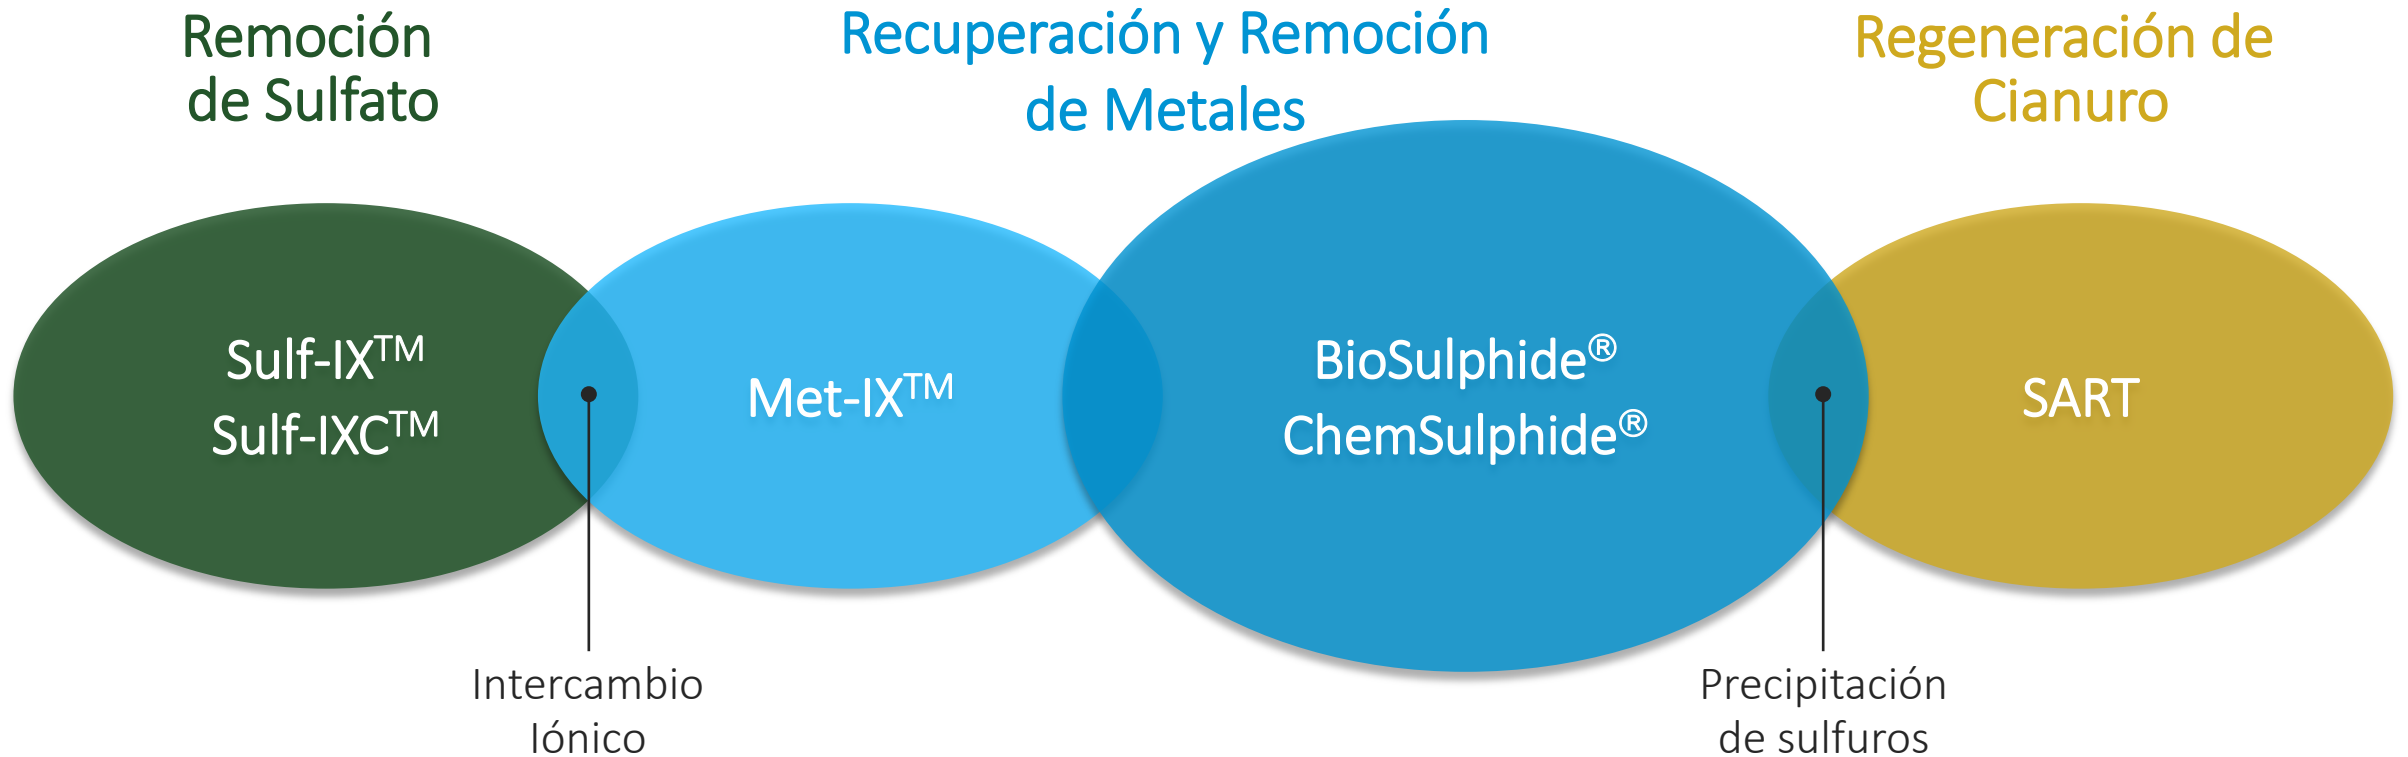 Remoción
de Sulfato
Recuperación y Remoción
de Metales
Regeneración de
Cianuro
Sulf-IX™
Sulf-IXC™
Met-IX™
BioSulphide®
ChemSulphide®
SART
Intercambio
Iónico
Precipitación
de sulfuros